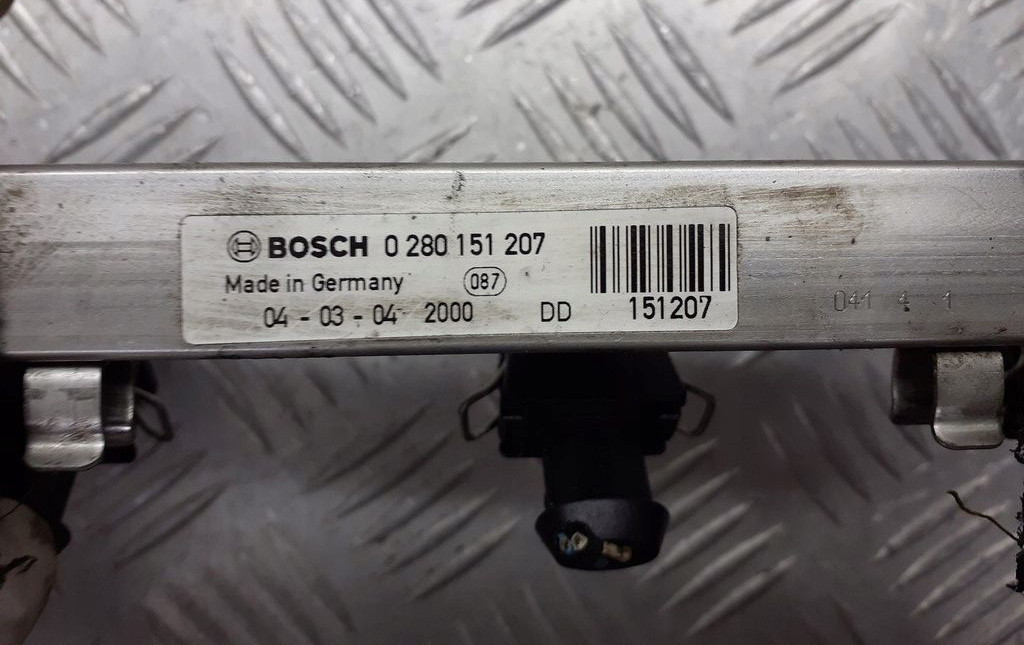 BOSCH 0 280 151 207
Made in Germany 087
04 - 03 - 04 2000 DD
151207
041 4 1